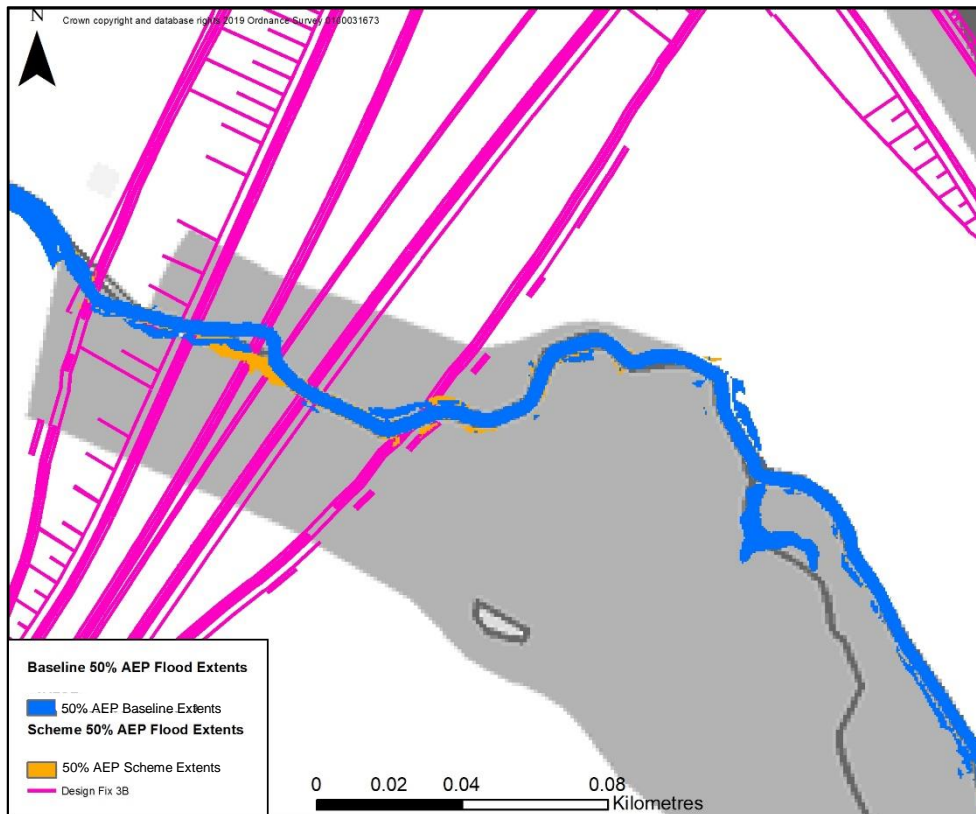 Crown copyright and database rights 2019 Ordnance Survey 0100031673
N
Baseline 50% AEP Flood Extents
50% AEP Baseline Extents
Scheme 50% AEP Flood Extents
50% AEP Scheme Extents
Design Fix 3B
0 0.02 0.04 0.08
Kilometres